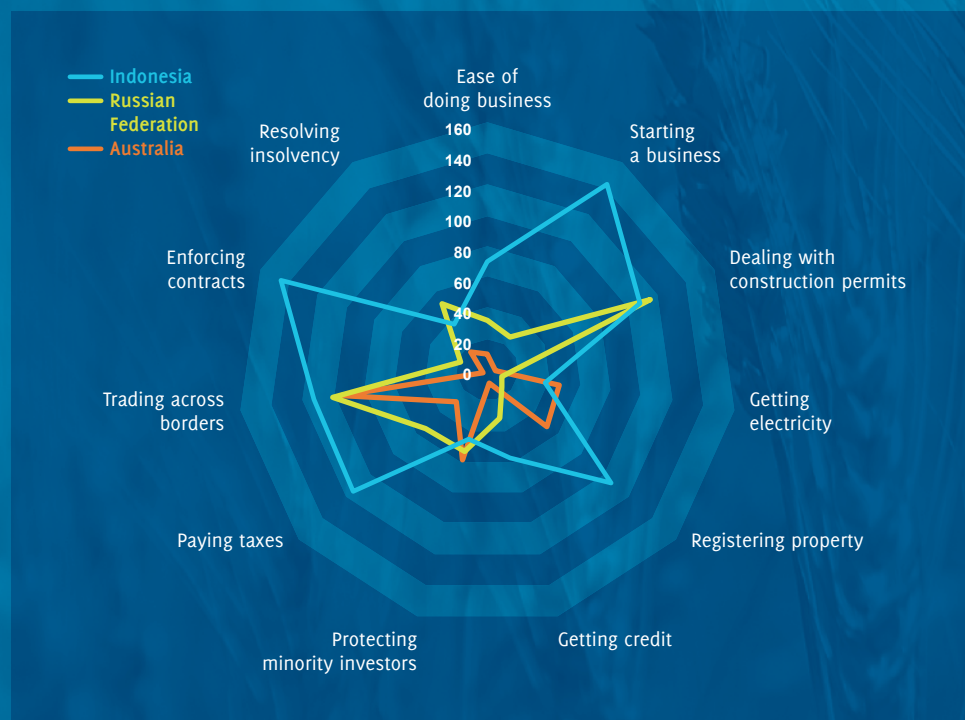 Indonesia
Russian
Federation
Australia
Ease of
doing business
Starting
a business
Dealing with
construction permits
Getting
electricity
Registering property
Getting credit
Protecting
minority investors
Paying taxes
Trading across
borders
Enforcing
contracts
Resolving
insolvency
160
140
120
100
80
60
40
20
0